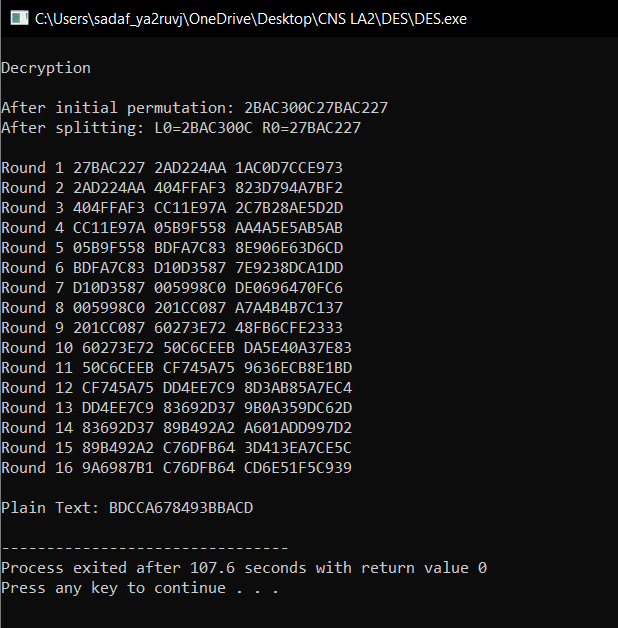 C:\Users\sadaf_ya2ruvj\OneDrive\Desktop\CNS LA2\DES\DES.exe
Decryption
After initial permutation: 2BAC300C27BAC227
After splitting: L0=2BAC300C R0=27BAC227
Round 1 27BAC227 2AD224AA 1AC0D7CCE973
Round 2 2AD224AA 404FFAF3 823D794A7BF2
Round 3 404FFAF3 CC11E97A 2C7B28AE5D2D
Round 4 CC11E97A 05B9F558 AA4A5E5AB5AB
Round 5 05B9F558 BDFA7C83 8E906E63D6CD
Round 6 BDFA7C83 D10D3587 7E9238DCA1DD
Round 7 D10D3587 005998C0 DE0696470FC6
Round 8 005998C0 201CC087 A7A4B4B7C137
Round 9 201CC087 60273E72 48FB6CFE2333
Round 10 60273E72 50C6CEEB DA5E40A37E83
Round 11 50C6CEEB CF745A75 9636ECB8E1BD
Round 12 CF745A75 DD4EE7C9 8D3AB85A7EC4
Round 13 DD4EE7C9 83692D37 9B0A359DC62D
Round 14 83692D37 89B492A2 A601ADD997D2
Round 15 89B492A2 C76DFB64 3D413EA7CE5C
Round 16 9A6987B1 C76DFB64 CD6E51F5C939
Plain Text: BDCCA678493BBACD
--------------------------------
Process exited after 107.6 seconds with return value 0
Press any key to continue . . .